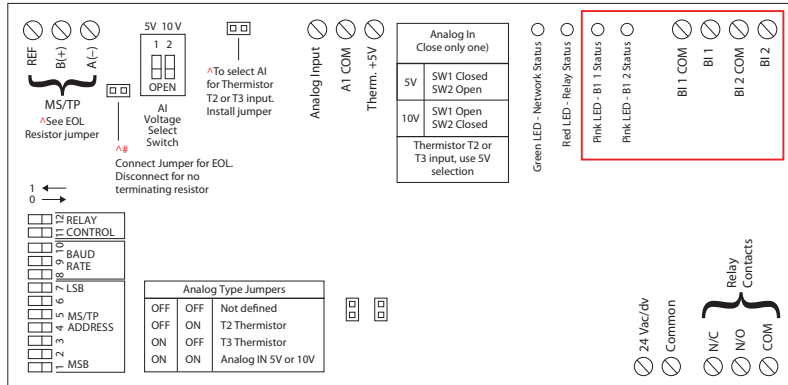 REF
B(+)
A(–)
MS/TP
^See EOL
Resistor jumper
5V 10 V
1 2
OPEN
AI
Voltage
Select
Switch
^#
Connect Jumper for EOL.
Disconnect for no
terminating resistor
^To select AI
for Thermistor
T2 or T3 input.
Install jumper
Analog Input
A1 COM
Therm. +5V
Analog In
Close only one)
5V SW1 Closed
SW2 Open
10V SW1 Open
SW2 Closed
Thermistor T2 or
T3 input, use 5V
selection
Green LED - Network Status
Red LED - Relay Status
Pink LED - B1 1 Status
Pink LED - B1 2 Status
BI 1 COM
BI 1
BI 2 COM
BI 2
1
0
12 RELAY
11 CONTROL
10
9 BAUD
8 RATE
7 LSB
6
5 MS/TP
4 ADDRESS
3
2
1 MSB
Analog Type Jumpers
OFF OFF Not defined
OFF ON T2 Thermistor
ON OFF T3 Thermistor
ON ON Analog IN 5V or 10V
24 Vac/dv
Common
Relay
Contacts
N/C
N/O
COM